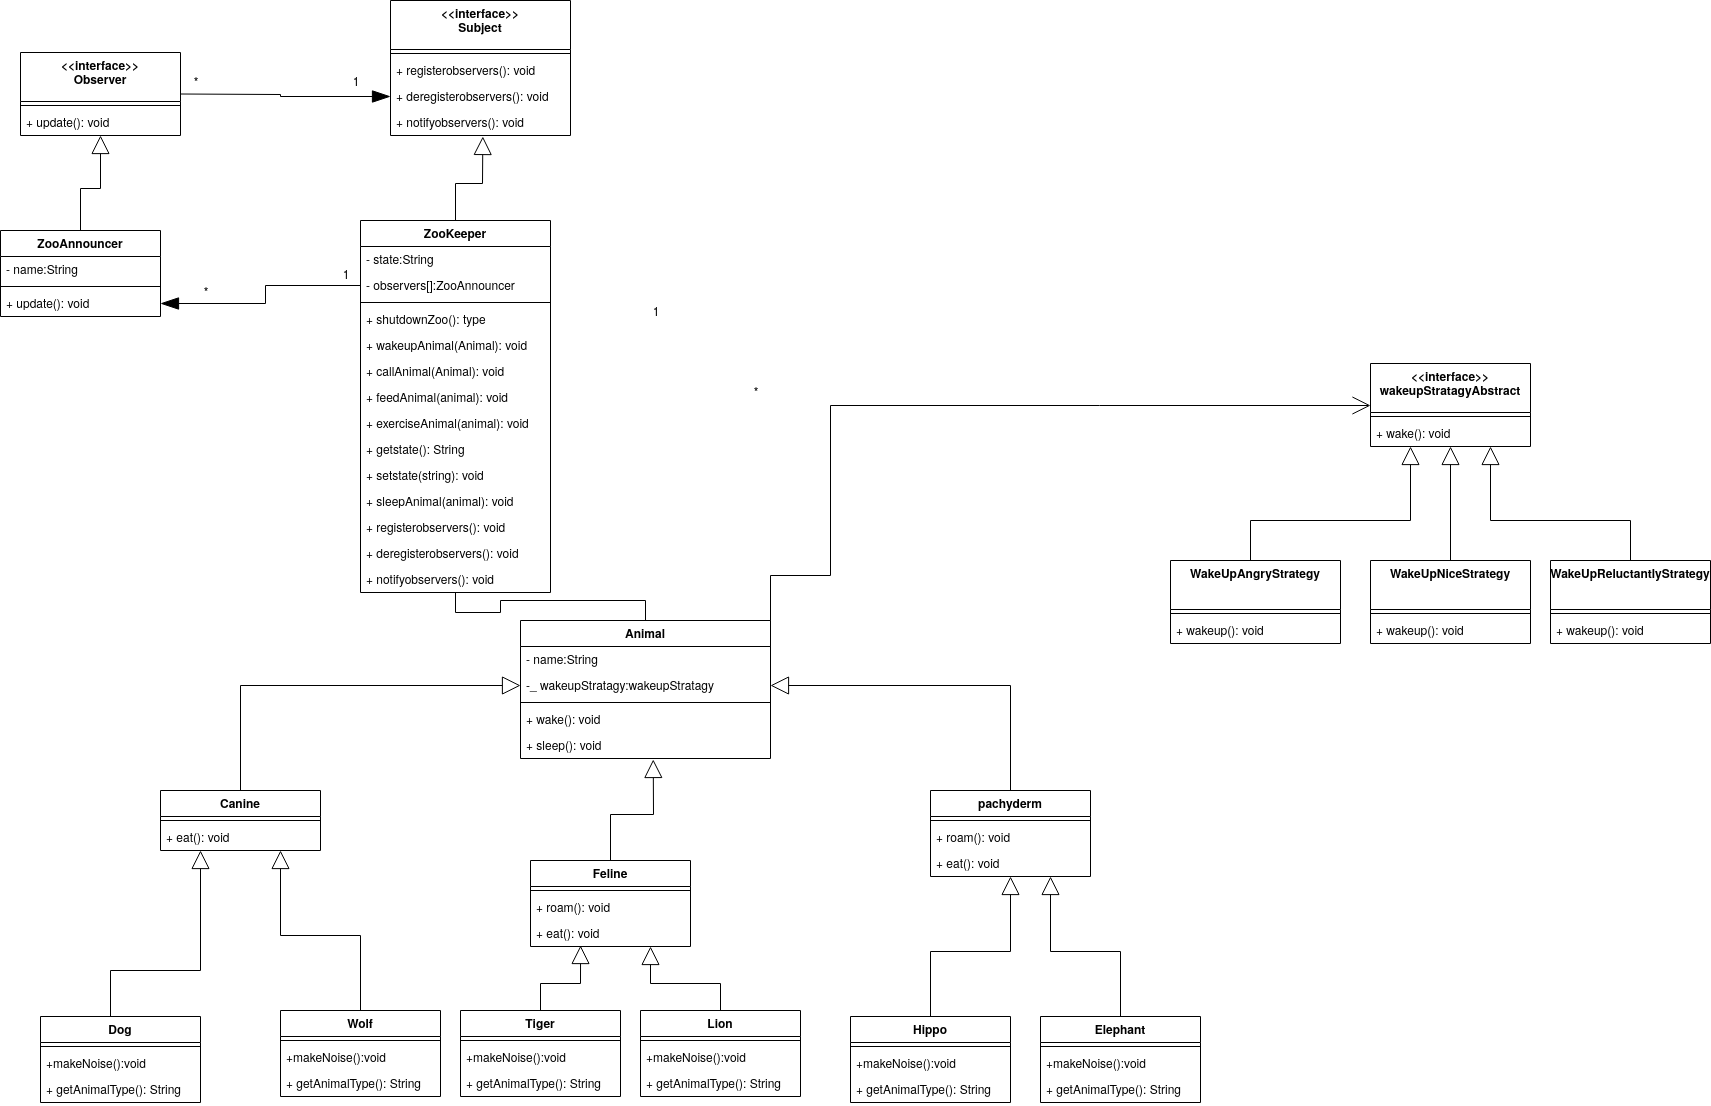 <<interface>>
Subject
+ registerobservers(): void
+ deregisterobservers(): void
+ notifyobservers(): void
<<interface>>
Observer
+ update(): void
*
1
ZooAnnouncer
- name:String
+ update(): void
*
1
ZooKeeper
- state:String
- observers[]:ZooAnnouncer
+ shutdownZoo(): type
+ wakeupAnimal(Animal): void
+ callAnimal(Animal): void
+ feedAnimal(animal): void
+ exerciseAnimal(animal): void
+ getstate(): String
+ setstate(string): void
+ sleepAnimal(animal): void
+ registerobservers(): void
+ deregisterobservers(): void
+ notifyobservers(): void
1
*
<<interface>>
wakeupStratagyAbstract
+ wake(): void
WakeUpAngryStrategy
+ wakeup(): void
WakeUpNiceStrategy
+ wakeup(): void
WakeUpReluctantlyStrategy
+ wakeup(): void
Animal
- name:String
-_ wakeupStratagy:wakeupStratagy
+ wake(): void
+ sleep(): void
Canine
+ eat(): void
Feline
+ roam(): void
+ eat(): void
pachyderm
+ roam(): void
+ eat(): void
Dog
+makeNoise():void
+ getAnimalType(): String
Wolf
+makeNoise():void
+ getAnimalType(): String
Tiger
+makeNoise():void
+ getAnimalType(): String
Lion
+makeNoise():void
+ getAnimalType(): String
Hippo
+makeNoise():void
+ getAnimalType(): String
Elephant
+makeNoise():void
+ getAnimalType(): String